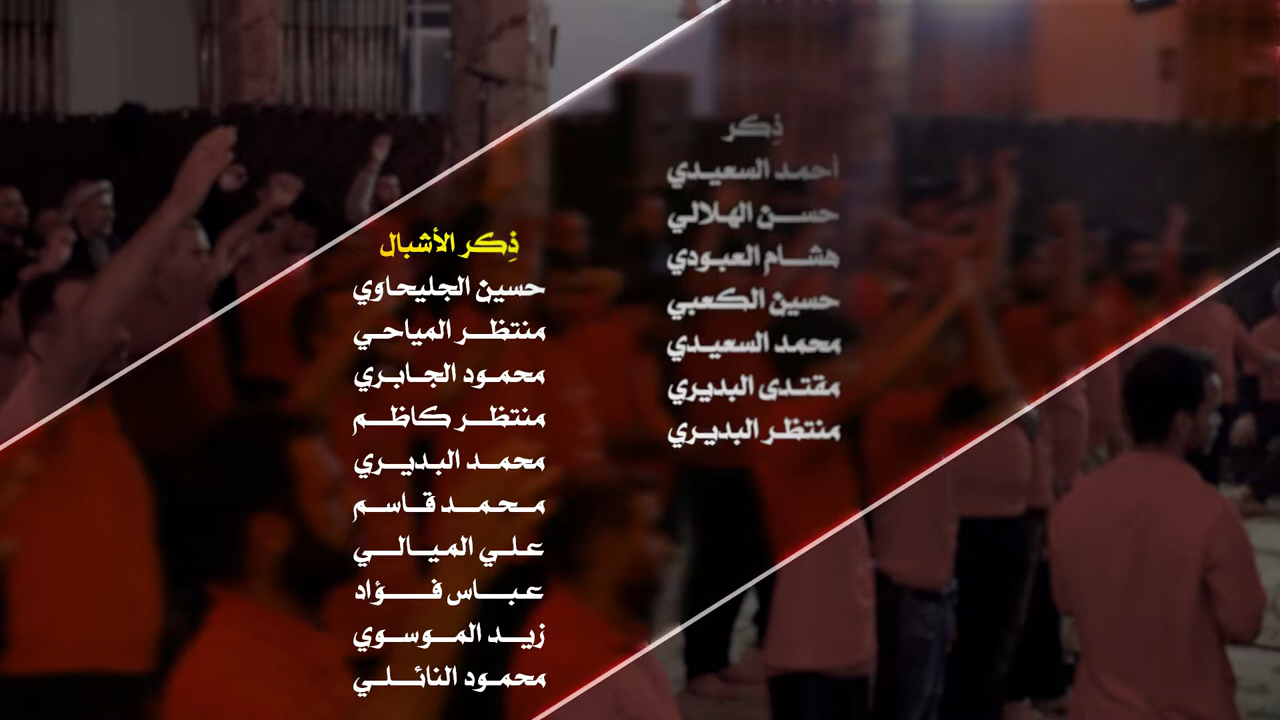 ذِكر
أحمد السعيدي
حسن الهلالي
هشام العبودي
حسين الكعبي
محمد السعيدي
مقتدى البديري
منتظر البديري
ذِكر الأشبال
حسين الجليحاوي
منتظر المياحي
محمود الجابري
منتظر كاظم
محمد البديري
محمد قاسم
علي الميالي
عباس فؤاد
زيد الموسوي
محمود النائلي